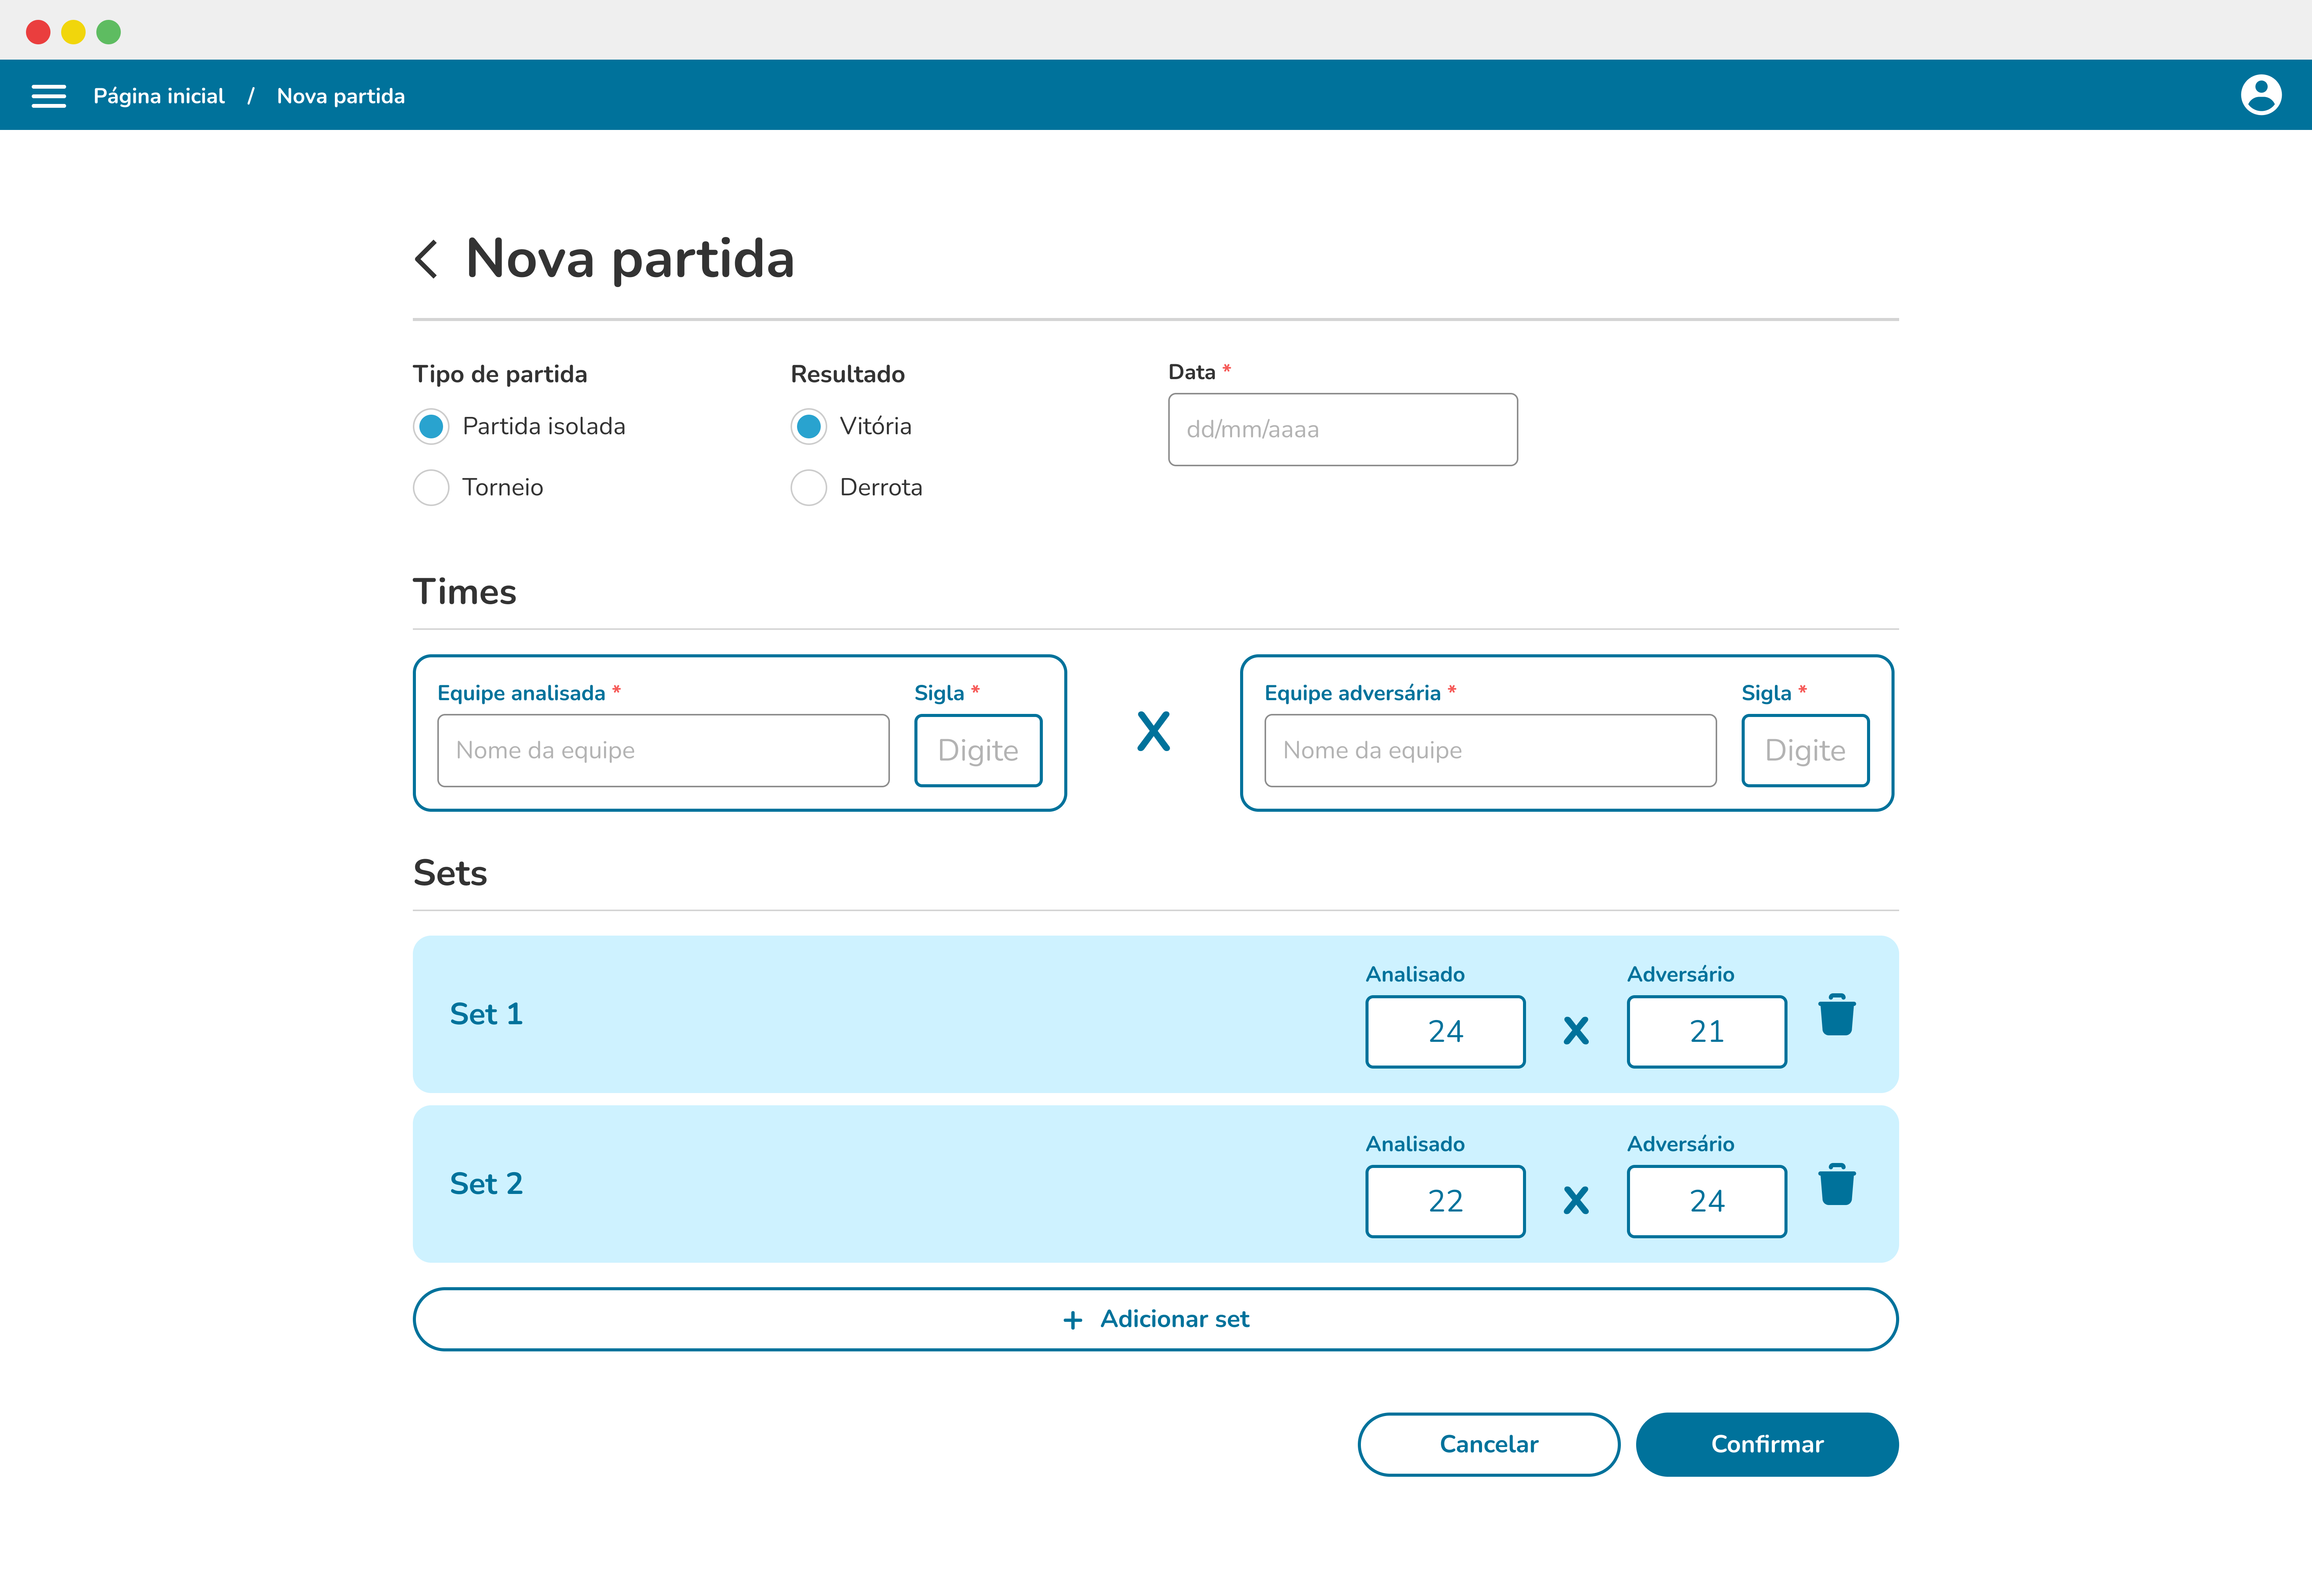 Página inicial / Nova partida
Nova partida
Tipo de partida
Partida isolada
Torneio
Resultado
Vitória
Derrota
Data *
dd/mm/aaaa
Times
Equipe analisada *
Nome da equipe
Sigla *
Digite
X
Equipe adversária *
Nome da equipe
Sigla *
Digite
Sets
Set 1
Analisado
24
x
Adversário
21
Set 2
Analisado
22
x
Adversário
24
+ Adicionar set
Cancelar
Confirmar